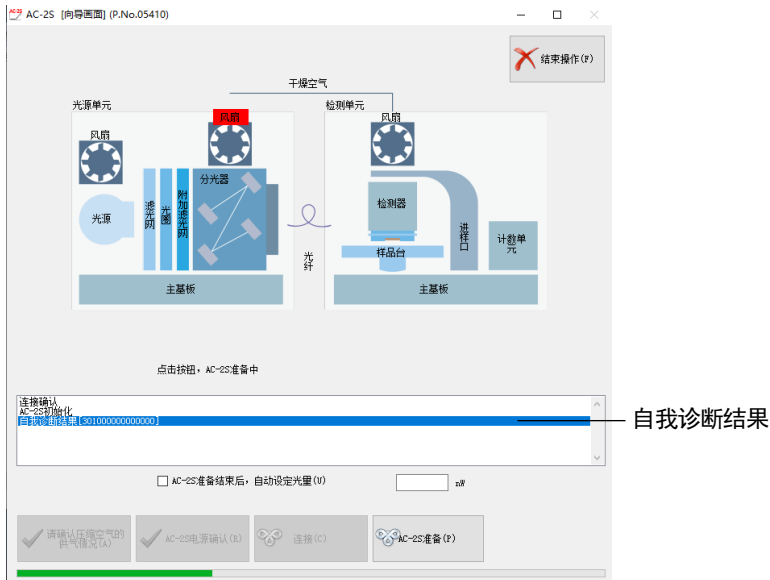 AC-2S [向导画面] (P.No.05410)
结束操作(F)
干燥空气
光源单元
检测单元
风扇
风扇
风扇
分光器
光源
滤光网
光圈
附加滤光网
光纤
检测器
样品台
进样口
计数单元
主基板
主基板
点击按钮，AC-2S准备中
连接确认
AC-2S初始化
自我诊断结果[301000000000000]
自我诊断结果
AC-2S准备结束后，自动设定光量(U)
nW
请确认压缩空气的
供气情况(A)
AC-2S电源确认(B)
连接(C)
AC-2S准备(P)